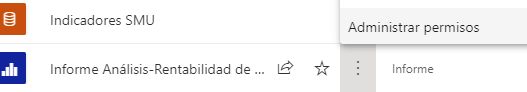 Indicadores SMU
Administrar permisos
Informe Análisis-Rentabilidad de ...
Informe